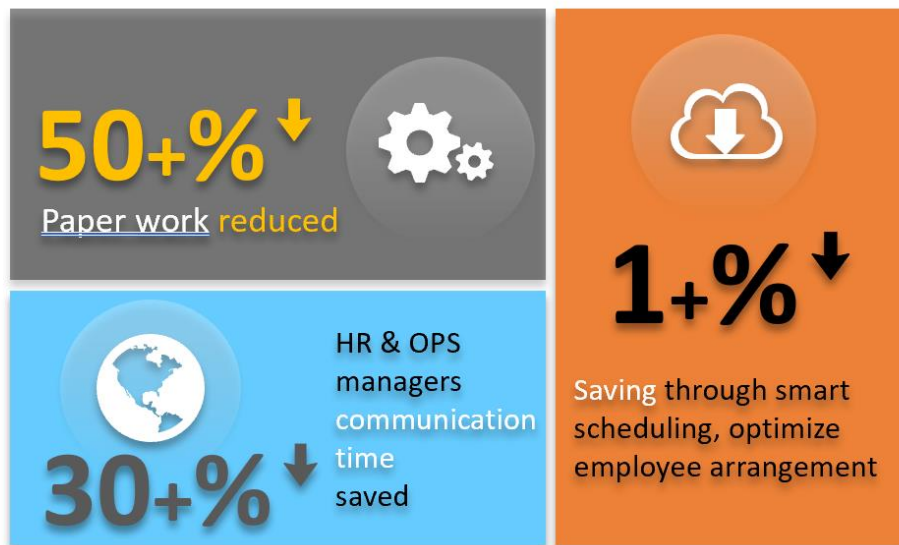 50+%
Paper work reduced
30+%
HR & OPS
managers
communication
time
saved
1+%
Saving through smart
scheduling, optimize
employee arrangement